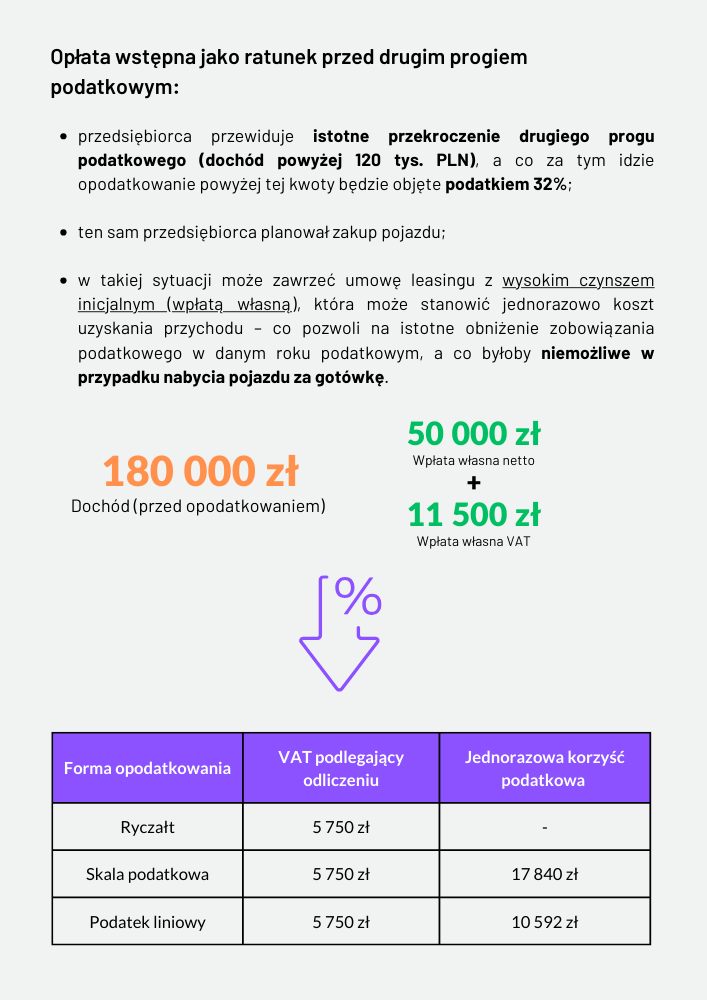 Opłata wstępna jako ratunek przed drugim progiem
podatkowym:
• przedsiębiorca przewiduje istotne przekroczenie drugiego progu
podatkowego (dochód powyżej 120 tys. PLN), a co za tym idzie
opodatkowanie powyżej tej kwoty będzie objęte podatkiem 32%;
• ten sam przedsiębiorca planował zakup pojazdu;
• w takiej sytuacji może zawrzeć umowę leasingu z wysokim czynszem
inicjalnym (wpłatą własną), która może stanowić jednorazowo koszt
uzyskania przychodu – co pozwoli na istotne obniżenie zobowiązania
podatkowego w danym roku podatkowym, a co byłoby niemożliwe w
przypadku nabycia pojazdu za gotówkę.
180 000 zł
Dochód (przed opodatkowaniem)
50 000 zł
Wpłata własna netto
+
11 500 zł
Wpłata własna VAT
%
Forma opodatkowania
VAT podlegający
odliczeniu
Jednorazowa korzyść
podatkowa
Ryczałt
5 750 zł
-
Skala podatkowa
5 750 zł
17 840 zł
Podatek liniowy
5 750 zł
10 592 zł